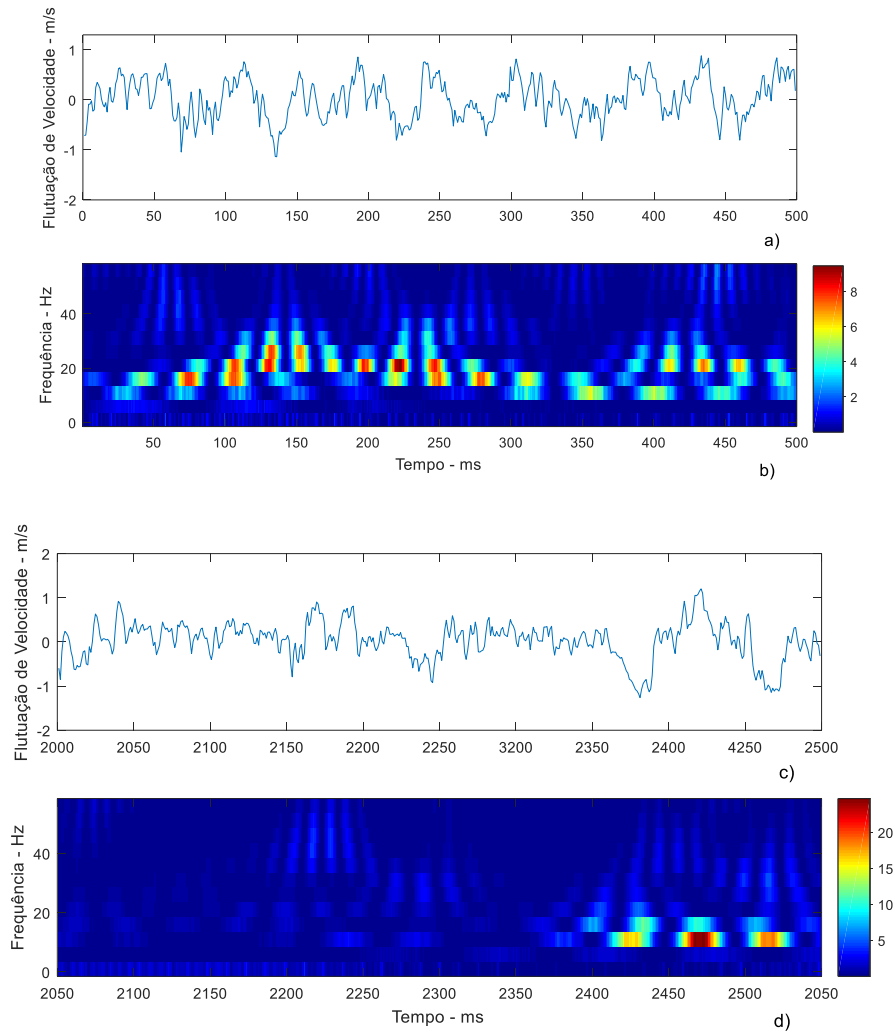 Flutuação de Velocidade - m/s
1
0
-1
-2
0 50 100 150 200 250 300 350 400 450 500
a)
Frequência - Hz
40
20
0
8
6
4
2
50 100 150 200 250 300 350 400 450 500
Tempo - ms
b)
Flutuação de Velocidade - m/s
2
1
0
-1
-2
2000 2050 2100 2150 2200 2250 3200 2350 2400 4250 2500
c)
Frequência - Hz
40
20
0
20
15
10
5
2050 2100 2150 2200 2250 2300 2350 2400 2450 2500 2050
Tempo - ms
d)